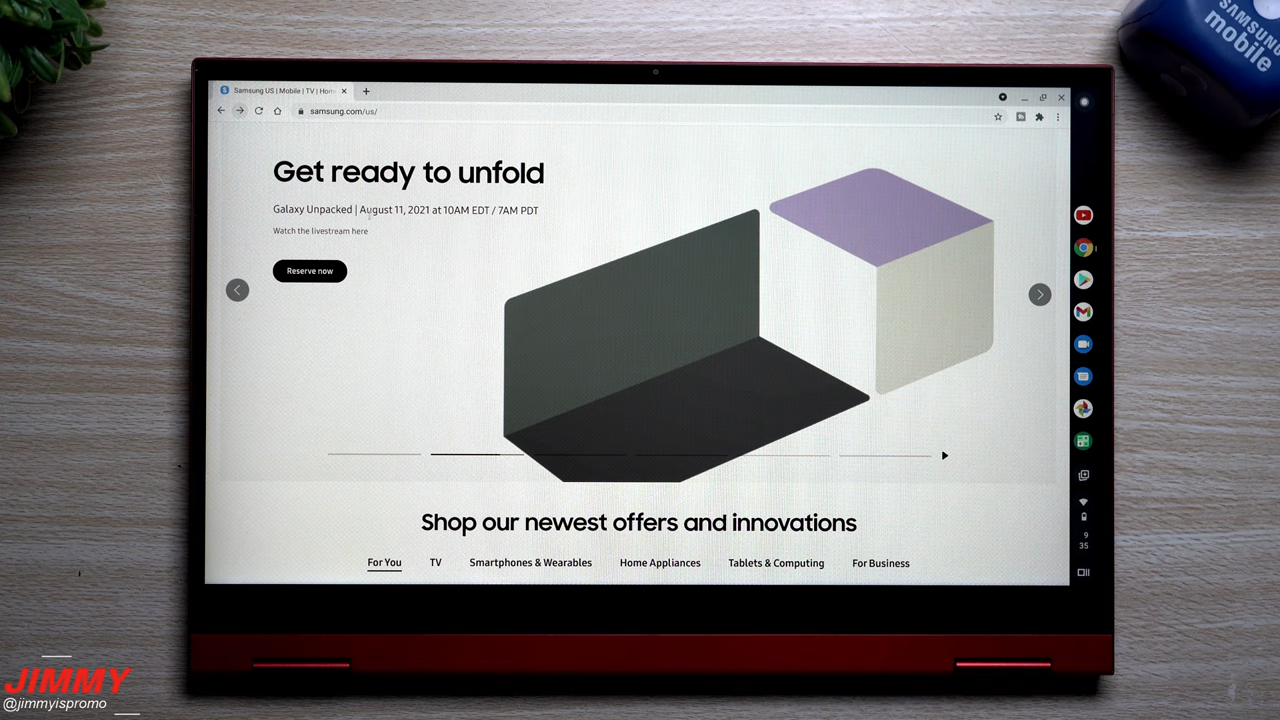 SAMSUNG
mobile
Samsung US | Mobile | TV | Hom
samsung.com/us/
Get ready to unfold
Galaxy Unpacked | August 11, 2021 at 10AM EDT / 7AM PDT
Watch the livestream here
Reserve now
Shop our newest offers and innovations
For You TV Smartphones & Wearables Home Appliances Tablets & Computing For Business
9
35
JIMMY
@jimmyispromo